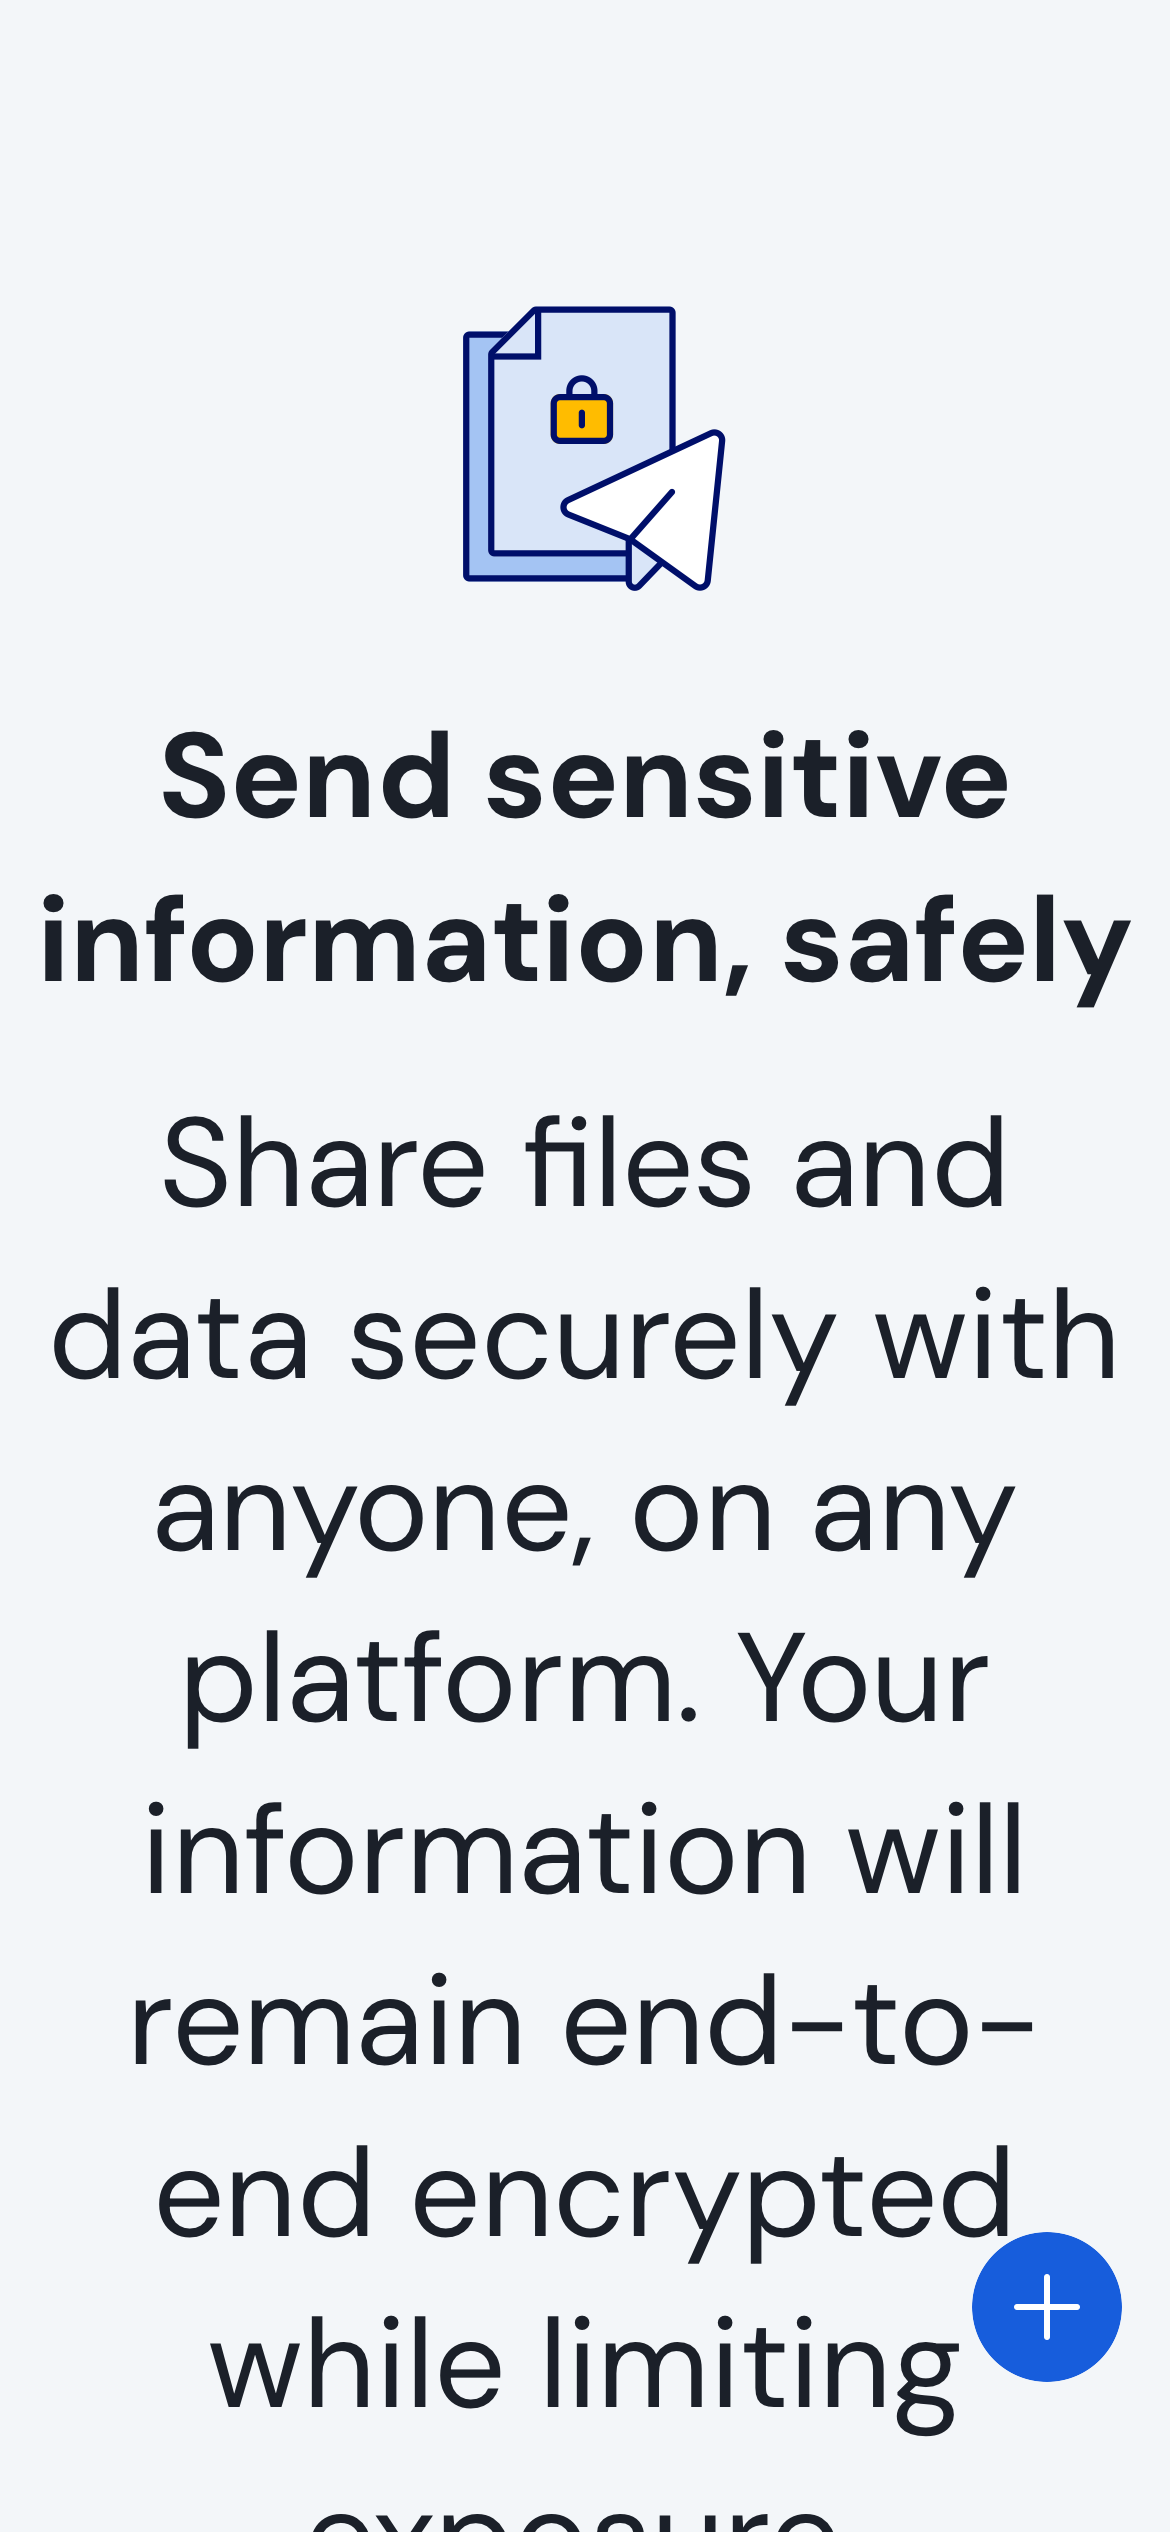 Send sensitive
information, safely
Share files and
data securely with
anyone, on any
platform. Your
information will
remain end-to-
end encrypted
while limiting
exposure